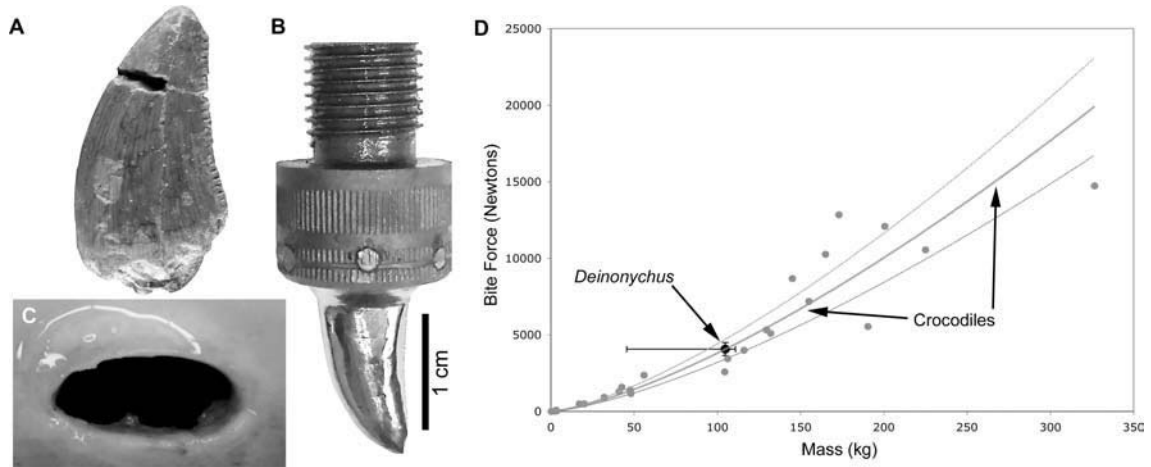 A
B
1 cm
C
D
25000
20000
15000
10000
5000
0
Bite Force (Newtons)
Deinonychus
Crocodiles
0 50 100 150 200 250 300 350
Mass (kg)